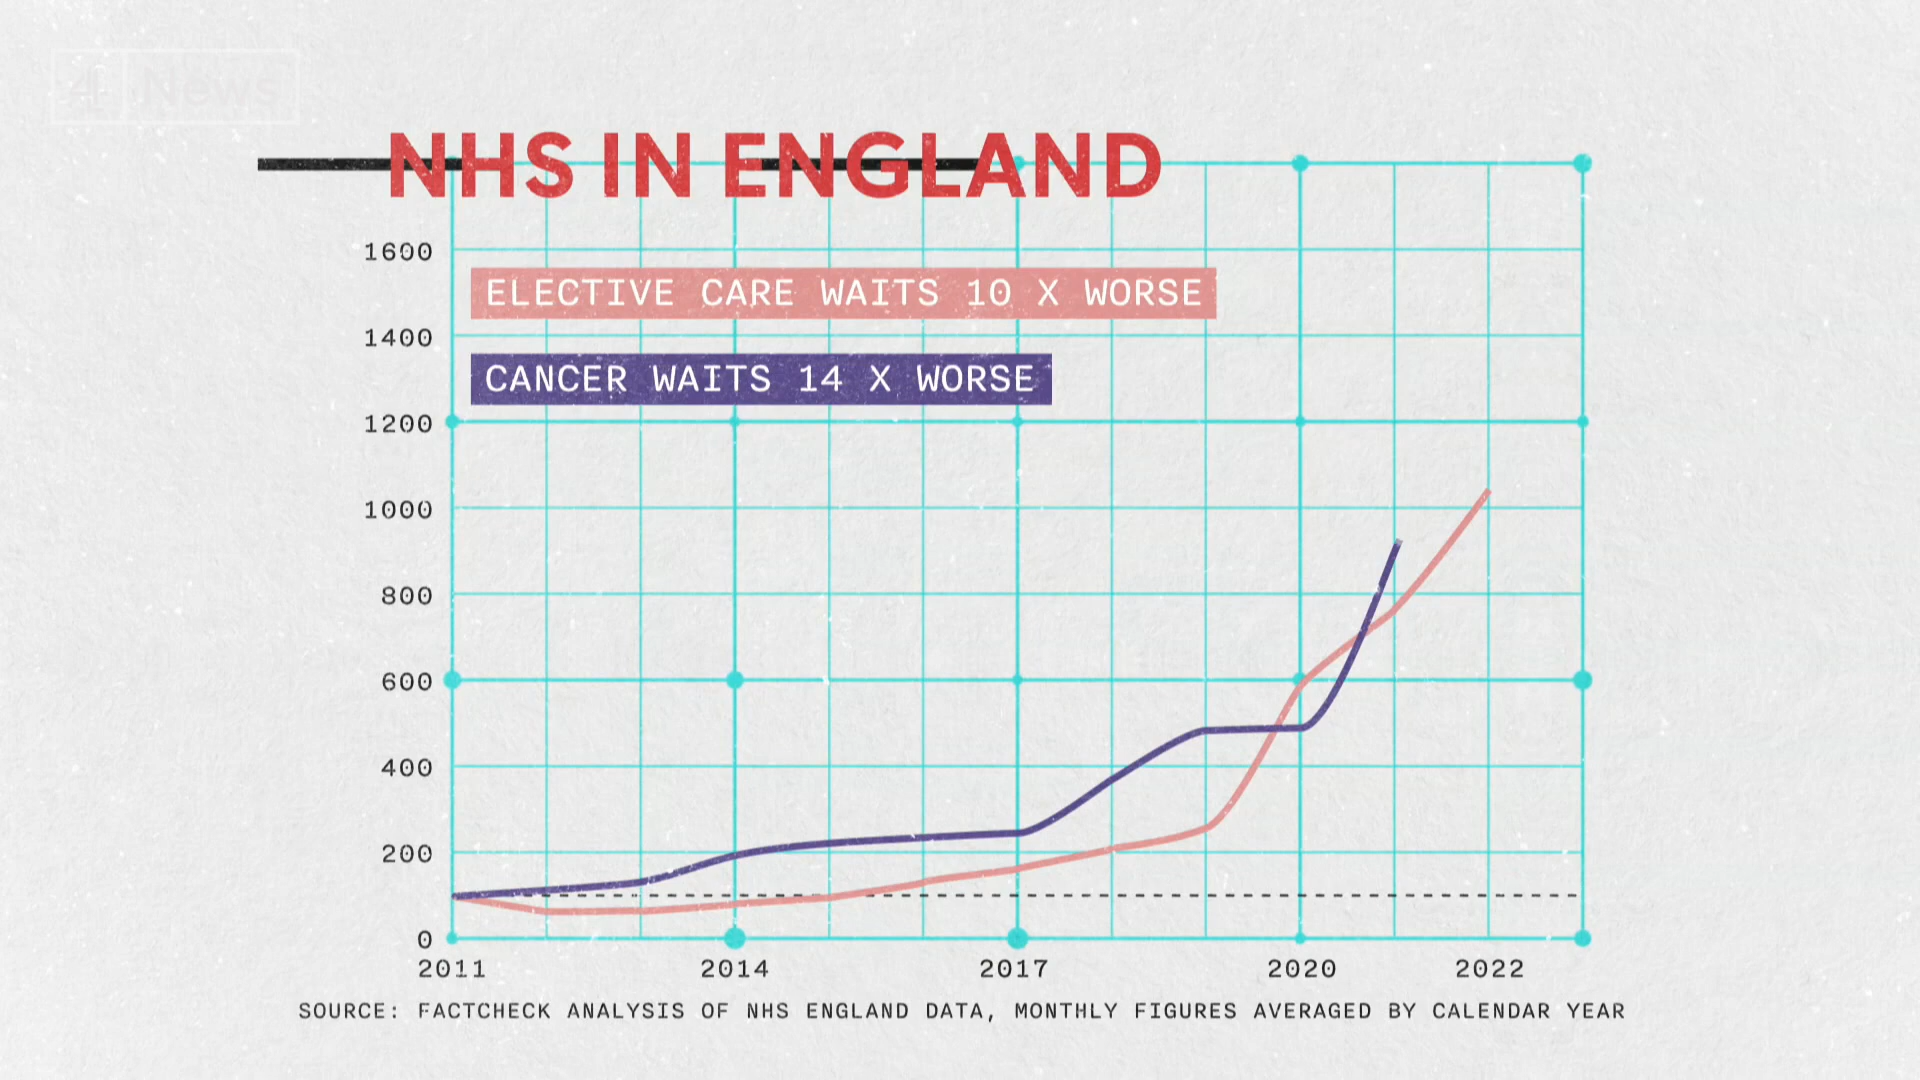 4 News
NHS IN ENGLAND
1600
ELECTIVE CARE WAITS 10 X WORSE
1400
CANCER WAITS 14 X WORSE
1200
1000
800
600
400
200
0
2011 2014 2017 2020 2022
SOURCE: FACTCHECK ANALYSIS OF NHS ENGLAND DATA, MONTHLY FIGURES AVERAGED BY CALENDAR YEAR